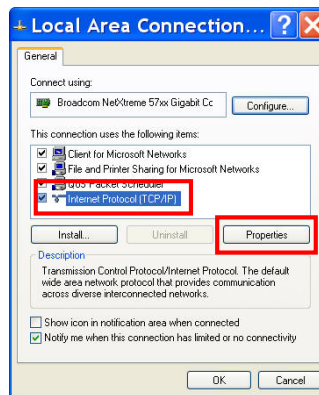 Local Area Connection... ?
General
Connect using:
Broadcom NetXtreme 57xx Gigabit Cc
Configure...
This connection uses the following items:
Client for Microsoft Networks
File and Printer Sharing for Microsoft Networks
QoS Packet Scheduler
Internet Protocol (TCP/IP)
Install... Uninstall Properties
Description
Transmission Control Protocol/Internet Protocol. The default
wide area network protocol that provides communication
across diverse interconnected networks.
Show icon in notification area when connected
Notify me when this connection has limited or no connectivity
OK Cancel